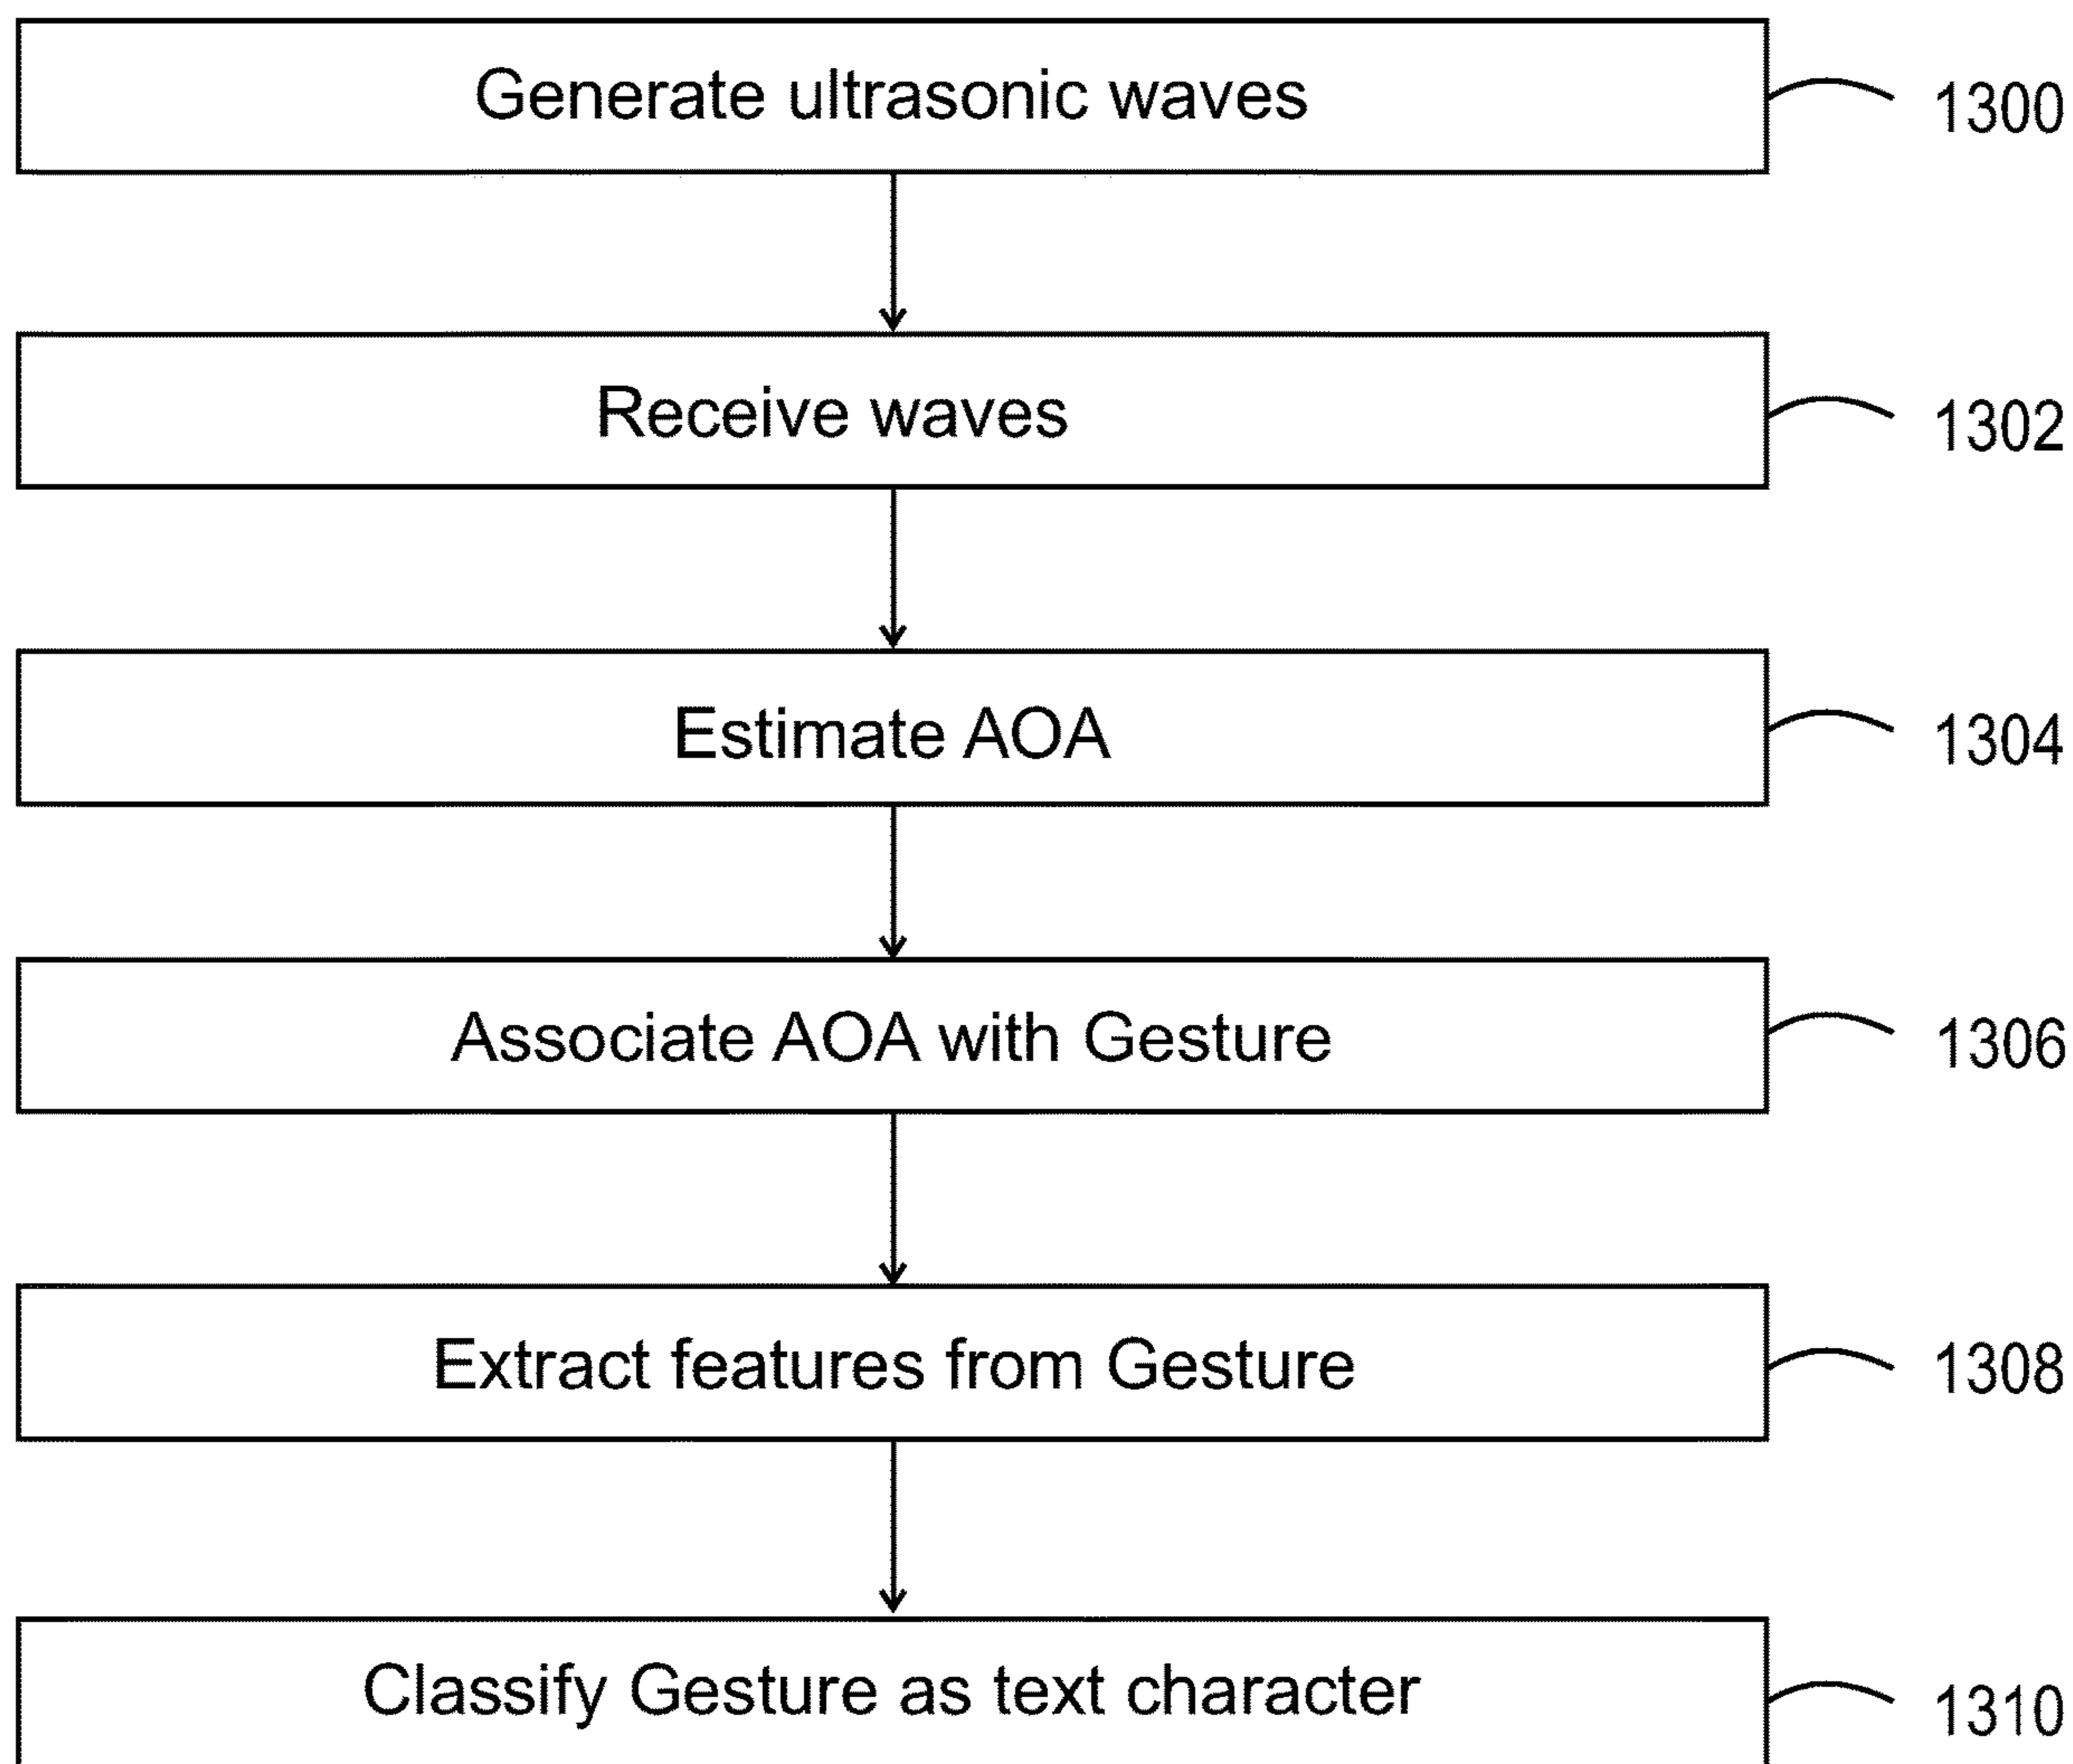 Generate ultrasonic waves 1300
Receive waves 1302
Estimate AOA 1304
Associate AOA with Gesture 1306
Extract features from Gesture 1308
Classify Gesture as text character 1310